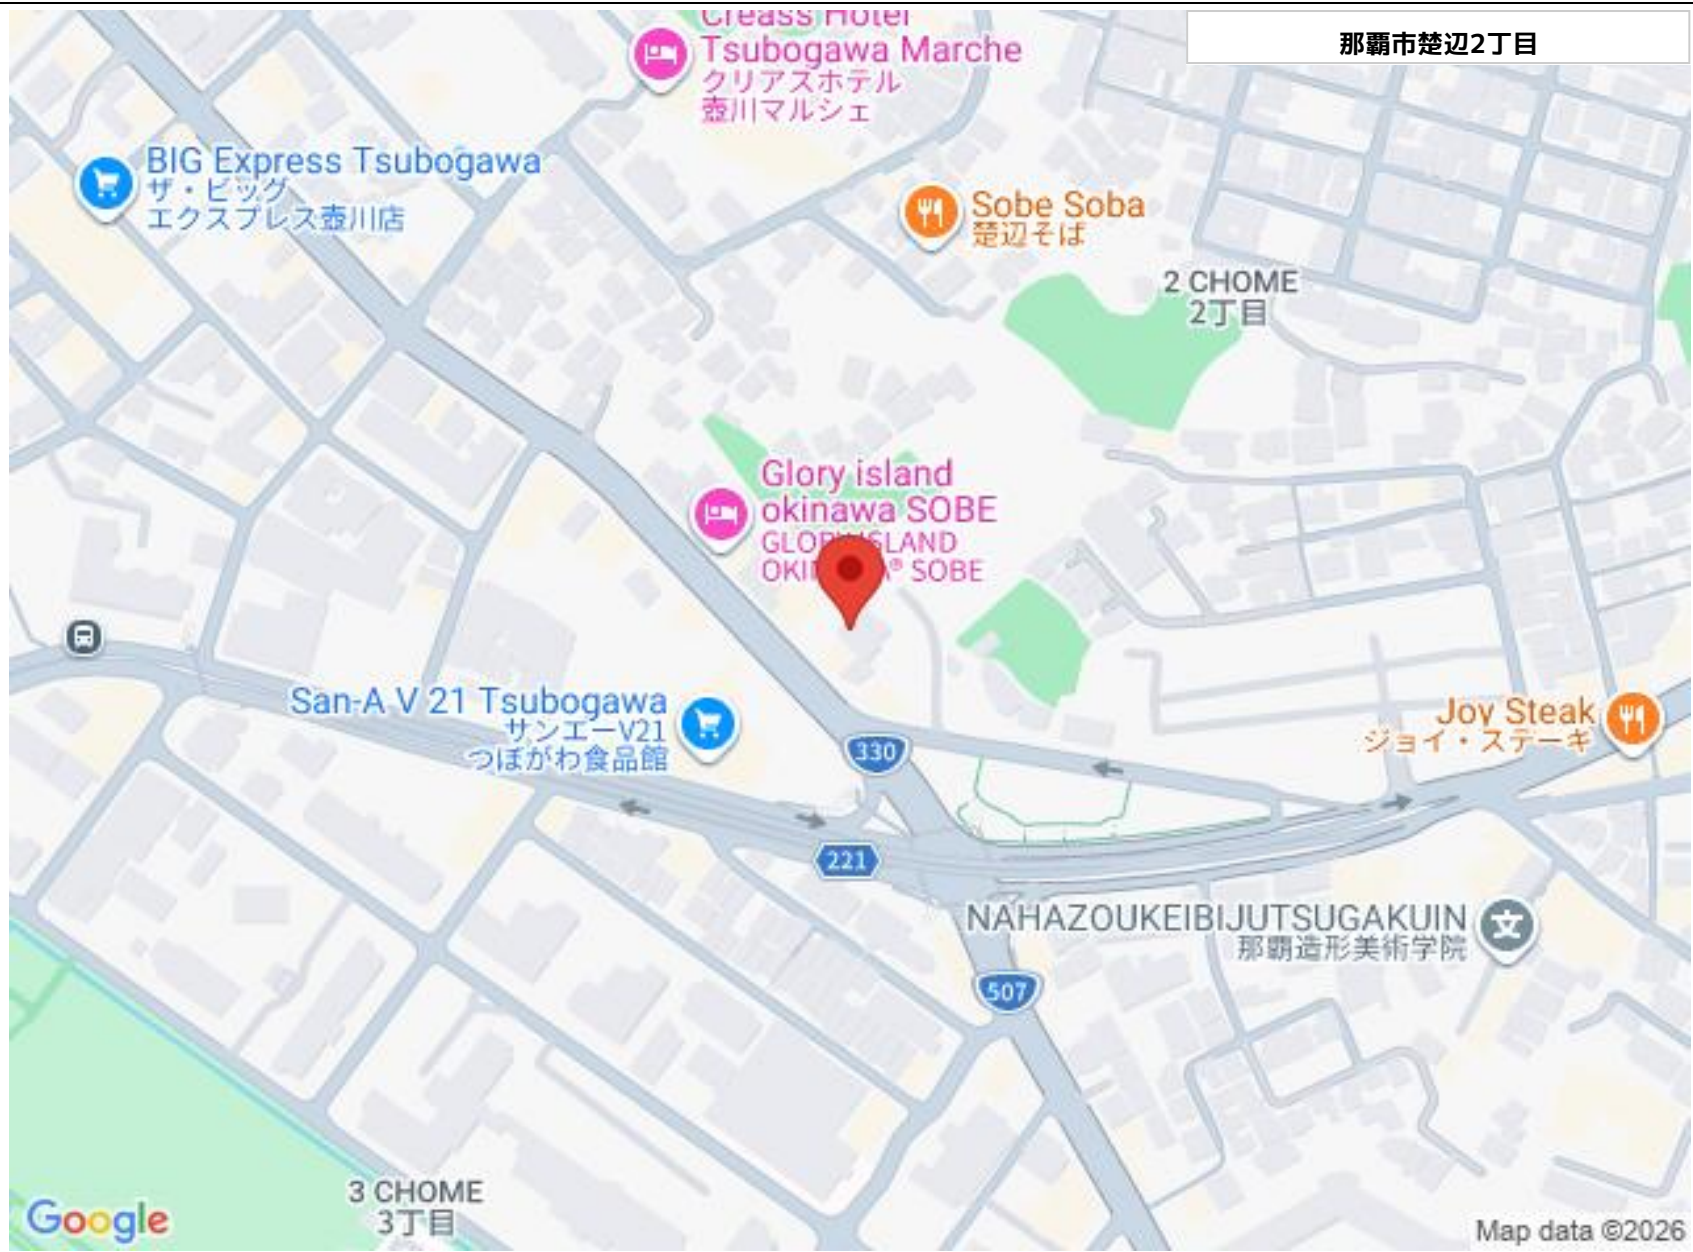 Creass Hotel
Tsubogawa Marche
クリアスホテル
壺川マルシェ
那覇市楚辺2丁目
BIG Express Tsubogawa
ザ・ビッグ
エクスプレス壺川店
Sobe Soba
楚辺そば
2 CHOME
2丁目
Glory island
okinawa SOBE
GLORY ISLAND
® SOBE
San-A V 21 Tsubogawa
サンエーV21
つぼがわ食品館
Joy Steak
ジョイ・ステーキ
330
221
NAHAZOUKEIBIJUTSUGAKUIN
那覇造形美術学院
文
507
3 CHOME
3丁目
Google
Map data ©2026